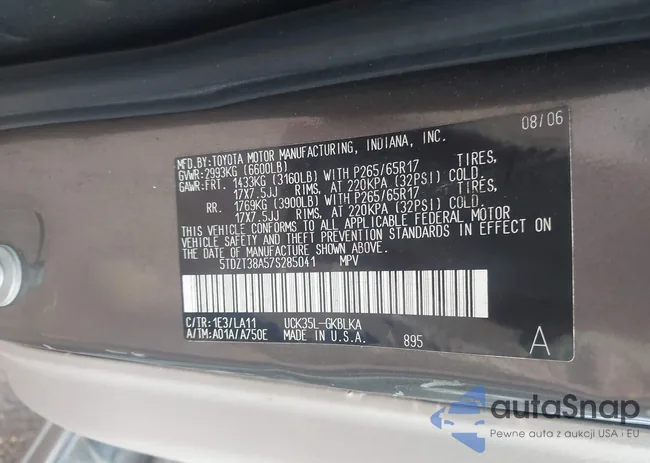 08/06
MFD.BY:TOYOTA MOTOR MANUFACTURING, INDIANA, INC.
GVWR:2993KG (6600LB)
GAWR:FRT. 1433KG (3160LB) WITH P265/65R17 TIRES,
17X7.5JJ RIMS, AT 220KPA (32PSI) COLD.
RR. 1769KG (3900LB) WITH P265/65R17 TIRES,
17X7.5JJ RIMS, AT 220KPA (32PSI) COLD.
THIS VEHICLE CONFORMS TO ALL APPLICABLE FEDERAL MOTOR
VEHICLE SAFETY AND THEFT PREVENTION STANDARDS IN EFFECT ON
THE DATE OF MANUFACTURE SHOWN ABOVE.
5TDZT38A57S285041 MPV
C/TR:1E3/LA11 UCK35L-GKBLKA
A/TM:A01A/A750E MADE IN U.S.A. 895 A
autaSnap
Pewne auta z aukcji USA i EU